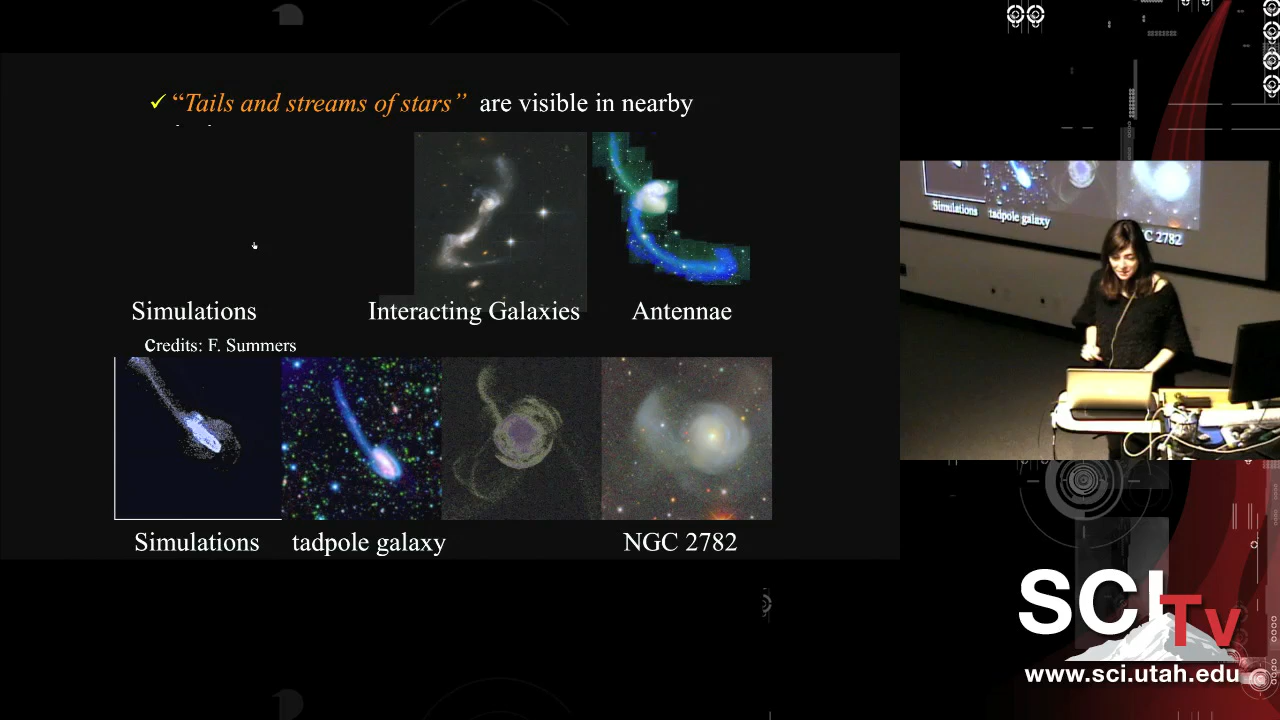 ✓ “Tails and streams of stars” are visible in nearby
Simulations
Interacting Galaxies
Antennae
Credits: F. Summers
Simulations
tadpole galaxy
NGC 2782
Simulations
tadpole galaxy
C 2782
SCI
Tv
www.sci.utah.edu